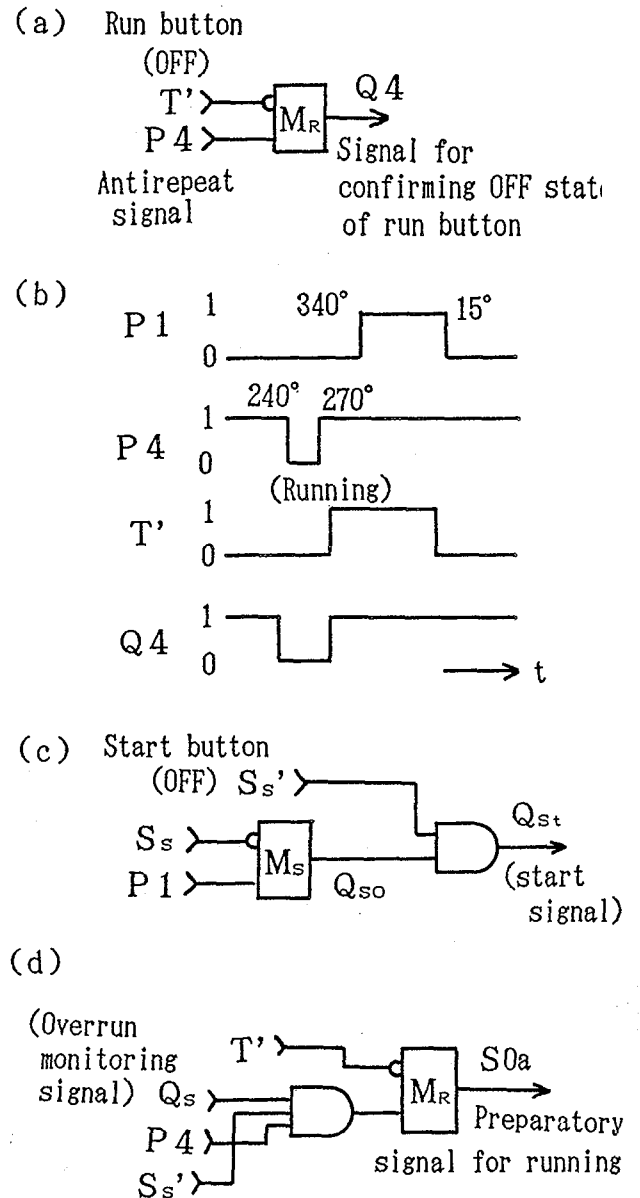 (a) Run button
(OFF)
T' Q4
P4 MR
Antirepeat
signal
Signal for
confirming OFF stat
of run button
(b)
P1 1 340° 15°
0
P4 1 240° 270°
0
(Running)
T' 1
0
Q4 1
0
t
(c) Start button
(OFF) Ss'
Ss Qst
P1 Ms Qso
(start
signal)
(d)
(Overrun
monitoring
signal) Qs
T'
P4
Ss'
MR S0a
Preparatory
signal for running